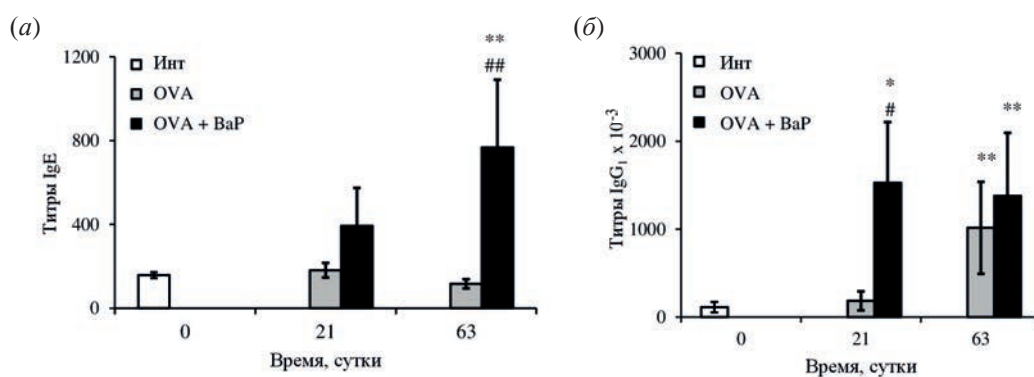 (а)
1200
800
400
0
Титры IgE
Инт
OVA
OVA + BaP
**
##
0
21
63
Время, сутки
(б)
3000
2000
1000
0
Титры IgG₁ x 10⁻³
Инт
OVA
OVA + BaP
*
#
**
**
0
21
63
Время, сутки